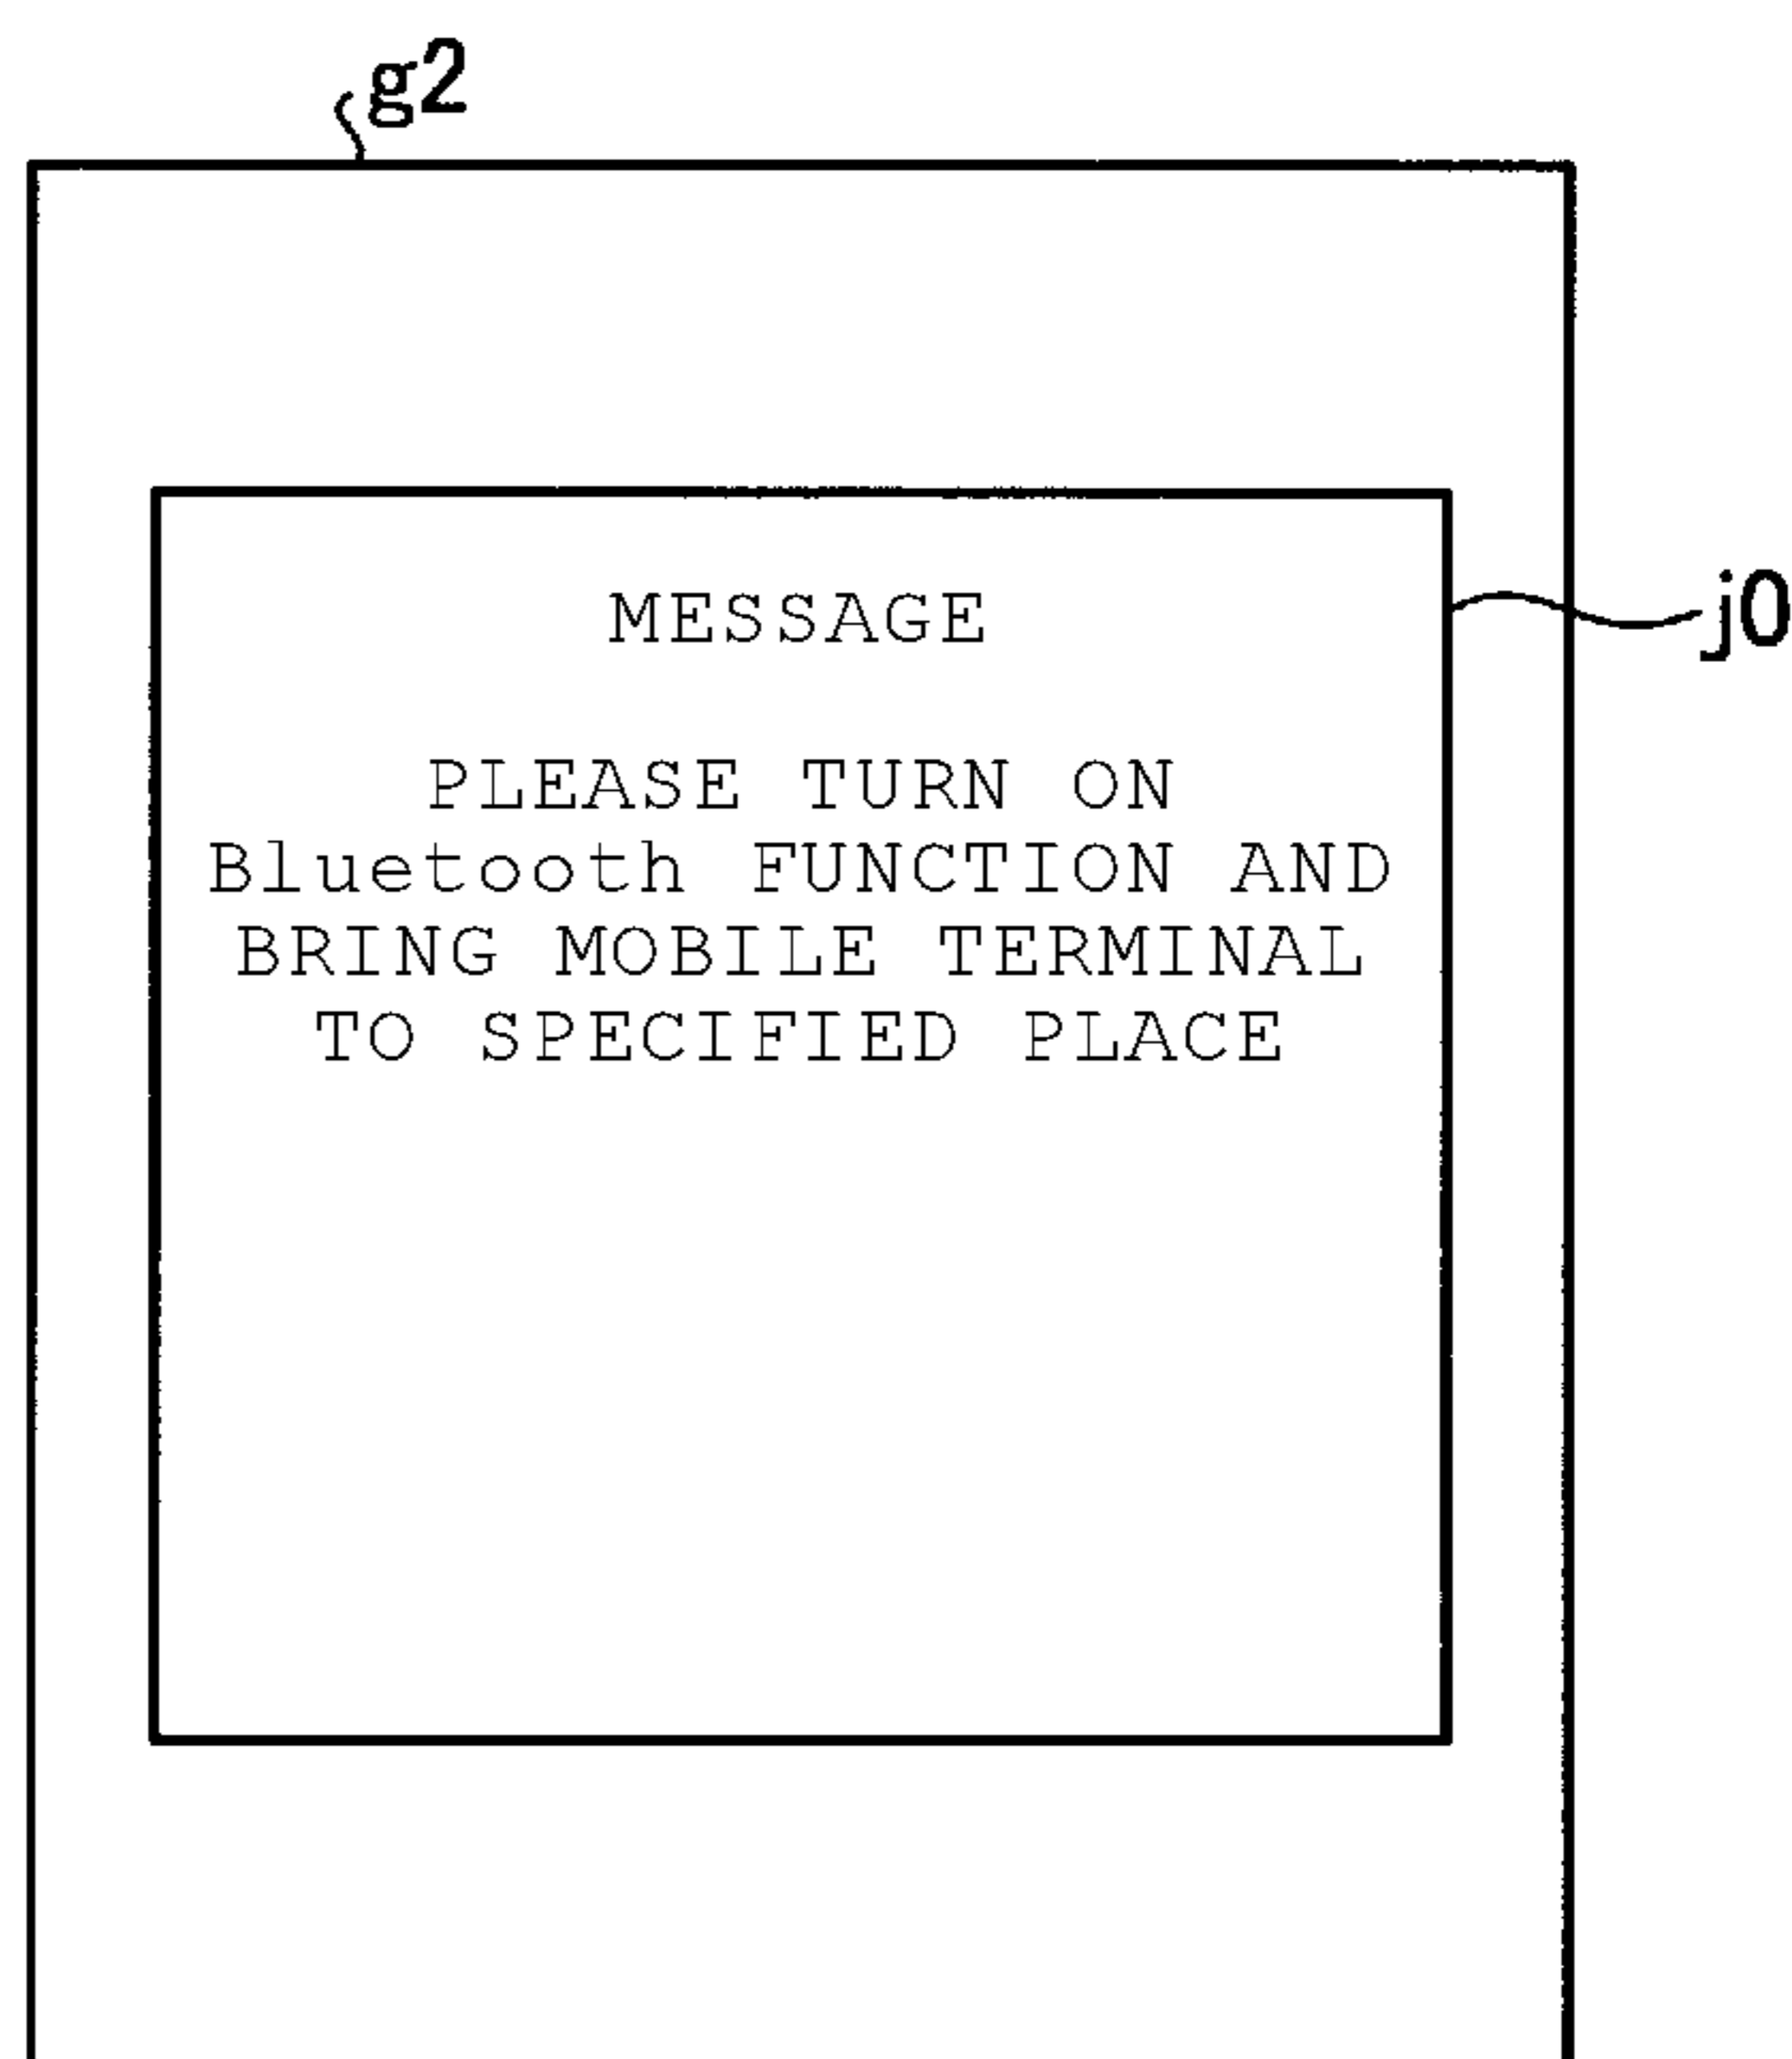 g2
MESSAGE
j0
PLEASE TURN ON
Bluetooth FUNCTION AND
BRING MOBILE TERMINAL
TO SPECIFIED PLACE